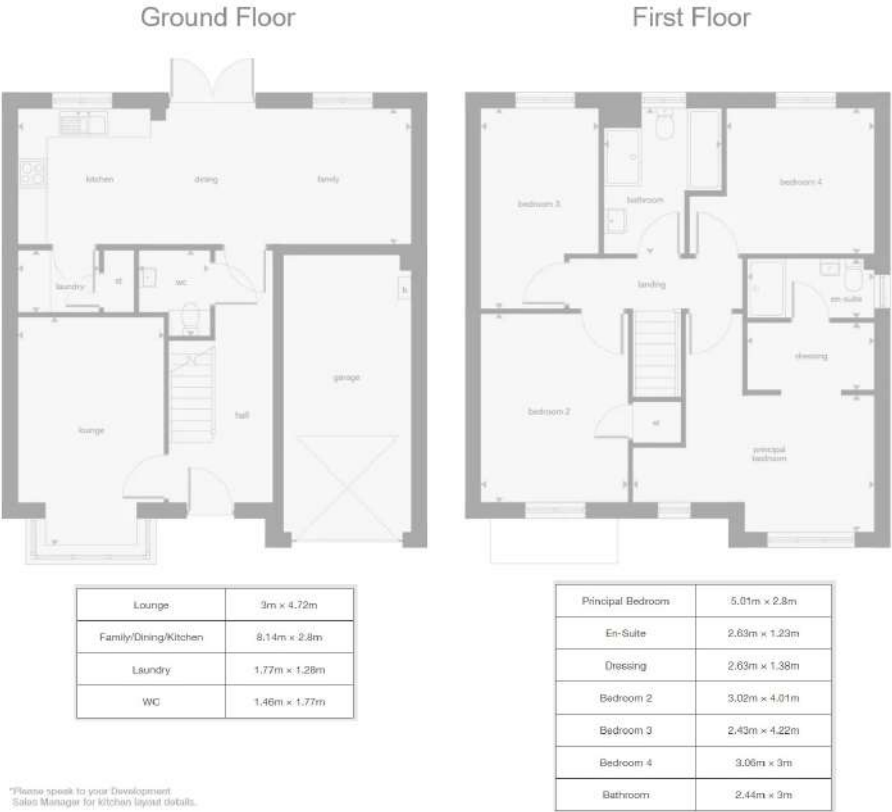 Ground Floor
First Floor
kitchen
dining
family
laundry
st
wc
b
garage
hall
lounge
bedroom 3
bathroom
bedroom 4
landing
en-suite
dressing
bedroom 2
st
principal
bedroom
Lounge 3m × 4.72m
Family/Dining/Kitchen 8.14m × 2.8m
Laundry 1.77m × 1.28m
WC 1.46m × 1.77m
Principal Bedroom 5.01m × 2.8m
En-Suite 2.63m × 1.23m
Dressing 2.63m × 1.38m
Bedroom 2 3.02m × 4.01m
Bedroom 3 2.43m × 4.22m
Bedroom 4 3.06m × 3m
Bathroom 2.44m × 3m
*Please speak to your Development
Sales Manager for kitchen layout details.